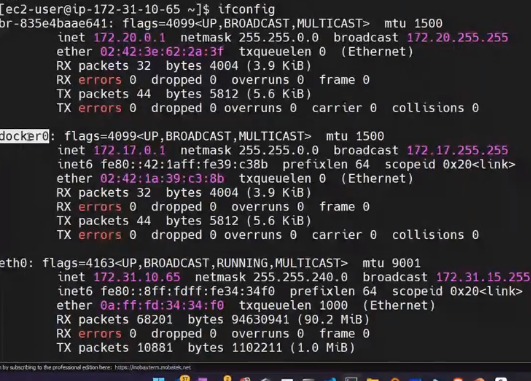 [ec2-user@ip-172-31-10-65 ~]$ ifconfig
br-835baae641: flags=4099<UP,BROADCAST,MULTICAST> mtu 1500
inet 172.20.0.1 netmask 255.255.0.0 broadcast 172.20.255.255
ether 02:42:3e:62:2a:3f txqueuelen 0 (Ethernet)
RX packets 32 bytes 4004 (3.9 KiB)
RX errors 0 dropped 0 overruns 0 frame 0
TX packets 44 bytes 5812 (5.6 KiB)
TX errors 0 dropped 0 overruns 0 carrier 0 collisions 0
docker0: flags=4099<UP,BROADCAST,MULTICAST> mtu 1500
inet 172.17.0.1 netmask 255.255.0.0 broadcast 172.17.255.255
inet6 fe80::42:1aff:fe39:c38b prefixlen 64 scopeid 0x20<link>
ether 02:42:1a:39:c3:8b txqueuelen 0 (Ethernet)
RX packets 32 bytes 4004 (3.9 KiB)
RX errors 0 dropped 0 overruns 0 frame 0
TX packets 44 bytes 5812 (5.6 KiB)
TX errors 0 dropped 0 overruns 0 carrier 0 collisions 0
eth0: flags=4163<UP,BROADCAST,RUNNING,MULTICAST> mtu 9001
inet 172.31.10.65 netmask 255.255.240.0 broadcast 172.31.15.255
inet6 fe80::8ff:fdff:fe34:34f0 prefixlen 64 scopeid 0x20<link>
ether 0a:ff:fd:34:34:f0 txqueuelen 1000 (Ethernet)
RX packets 68201 bytes 94630941 (90.2 MiB)
RX errors 0 dropped 0 overruns 0 frame 0
TX packets 10881 bytes 1102211 (1.0 MiB)
by subscribing to the professional edition here: https://mobaxterm.mobatek.net